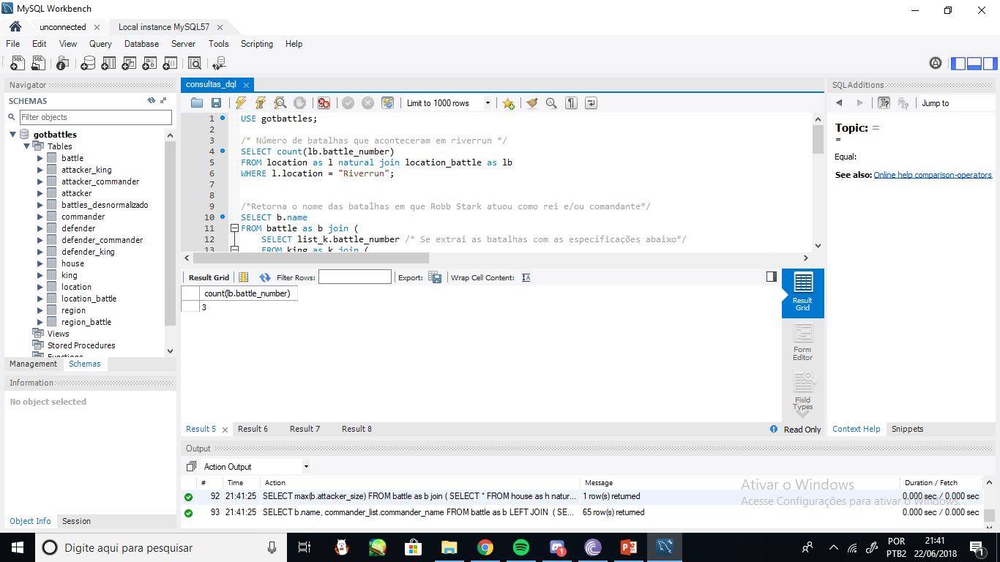 MySQL Workbench
unconnected
Local instance MySQL57
File Edit View Query Database Server Tools Scripting Help
Navigator
SCHEMAS
Filter objects
gotbattles
Tables
battle
attacker_king
attacker_commander
attacker
battles_desnormalizado
commander
defender
defender_commander
defender_king
house
king
location
location_battle
region
region_battle
Views
Stored Procedures
Functions
Management Schemas
Information
No object selected
Object Info Session
consultas_dql
Limit to 1000 rows
1 USE gotbattles;
2
3 /* Número de batalhas que aconteceram em riverrun */
4 SELECT count(lb.battle_number)
5 FROM location as l natural join location_battle as lb
6 WHERE l.location = "Riverrun";
7
8
9 /*Retorna o nome das batalhas em que Robb Stark atuou como rei e/ou comandante*/
10 SELECT b.name
11 FROM battle as b join (
12 SELECT list_k.battle_number /* Se extrai as batalhas com as especificações abaixo*/
13 FROM king as k join (
Result Grid Filter Rows: Export: Wrap Cell Content:
count(lb.battle_number)
3
Result Grid
Form Editor
Field Types
Result 5 Result 6 Result 7 Result 8
Read Only
SQLAdditions
Jump to
Topic: =
=
Equal:
See also: Online help comparison-operators
Context Help Snippets
Output
Action Output
# Time Action Message Duration / Fetch
92 21:41:25 SELECT max(b.attacker_size) FROM battle as b join ( SELECT * FROM house as h natur... 1 row(s) returned 0.000 sec / 0.000 sec
93 21:41:25 SELECT b.name, commander_list.commander_name FROM battle as b LEFT JOIN ( SE... 65 row(s) returned 0.000 sec / 0.000 sec
Ativar o Windows
Acesse Configurações para ativar o Windows.
Digite aqui para pesquisar
1
POR
PTB2
21:41
22/06/2018
1